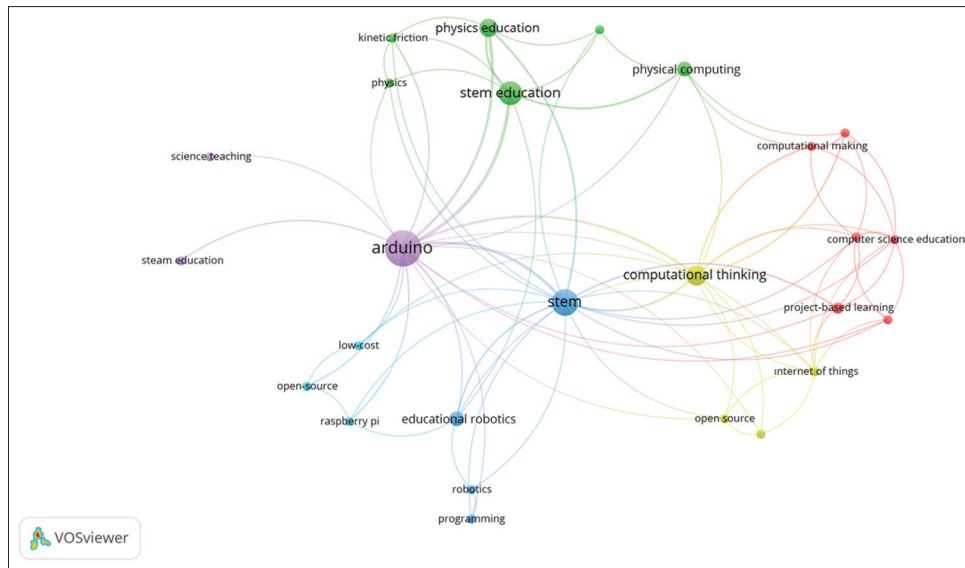 physics education
kinetic friction
physical computing
physics
stem education
computational making
science teaching
computer science education
arduino
steam education
computational thinking
stem
project-based learning
low-cost
internet of things
open-source
raspberry pi
educational robotics
open source
robotics
programming
VOSviewer